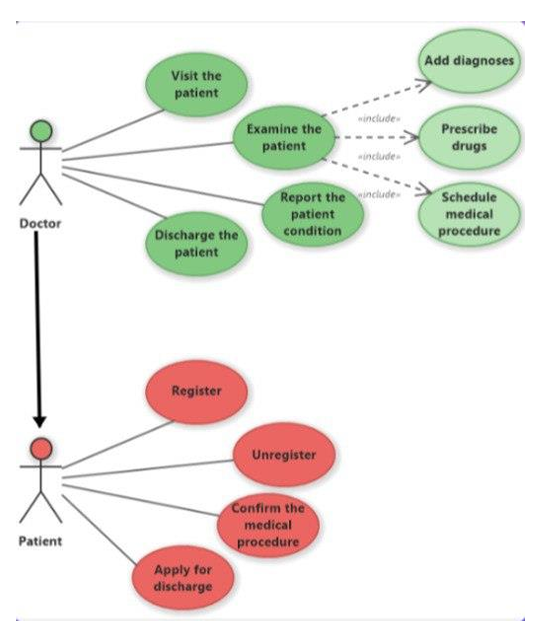 Visit the
patient
Add diagnoses
Examine the
patient
«include»
Prescribe
drugs
«include»
Doctor
Report the
patient
condition
«include»
Schedule
medical
procedure
Discharge the
patient
Register
Unregister
Patient
Confirm the
medical
procedure
Apply for
discharge